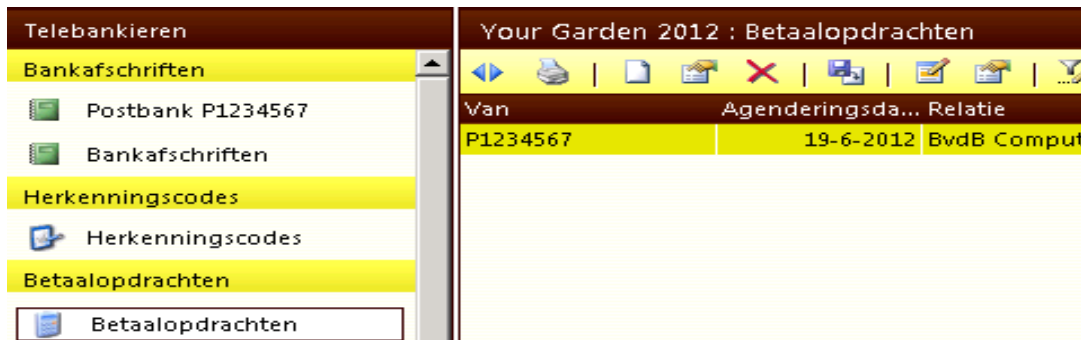 Telebankieren
Bankafschriften
Postbank P1234567
Bankafschriften
Herkenningscodes
Herkenningscodes
Betaalopdrachten
Betaalopdrachten
Your Garden 2012 : Betaalopdrachten
Van Agenderingsda... Relatie
P1234567 19-6-2012 BvdB Comput